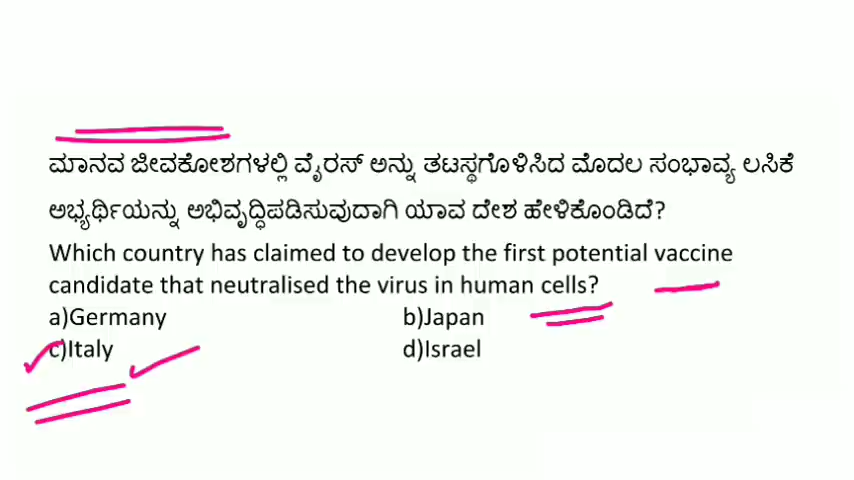 ಮಾನವ ಜೀವಕೋಶಗಳಲ್ಲಿ ವೈರಸ್ ಅನ್ನು ತಟಸ್ಥಗೊಳಿಸಿದ ಮೊದಲ ಸಂಭಾವ್ಯ ಲಸಿಕೆ
ಅಭ್ಯರ್ಥಿಯನ್ನು ಅಭಿವೃದ್ಧಿಪಡಿಸುವುದಾಗಿ ಯಾವ ದೇಶ ಹೇಳಿಕೊಂಡಿದೆ?
Which country has claimed to develop the first potential vaccine
candidate that neutralised the virus in human cells?
a)Germany b)Japan
c)Italy d)Israel